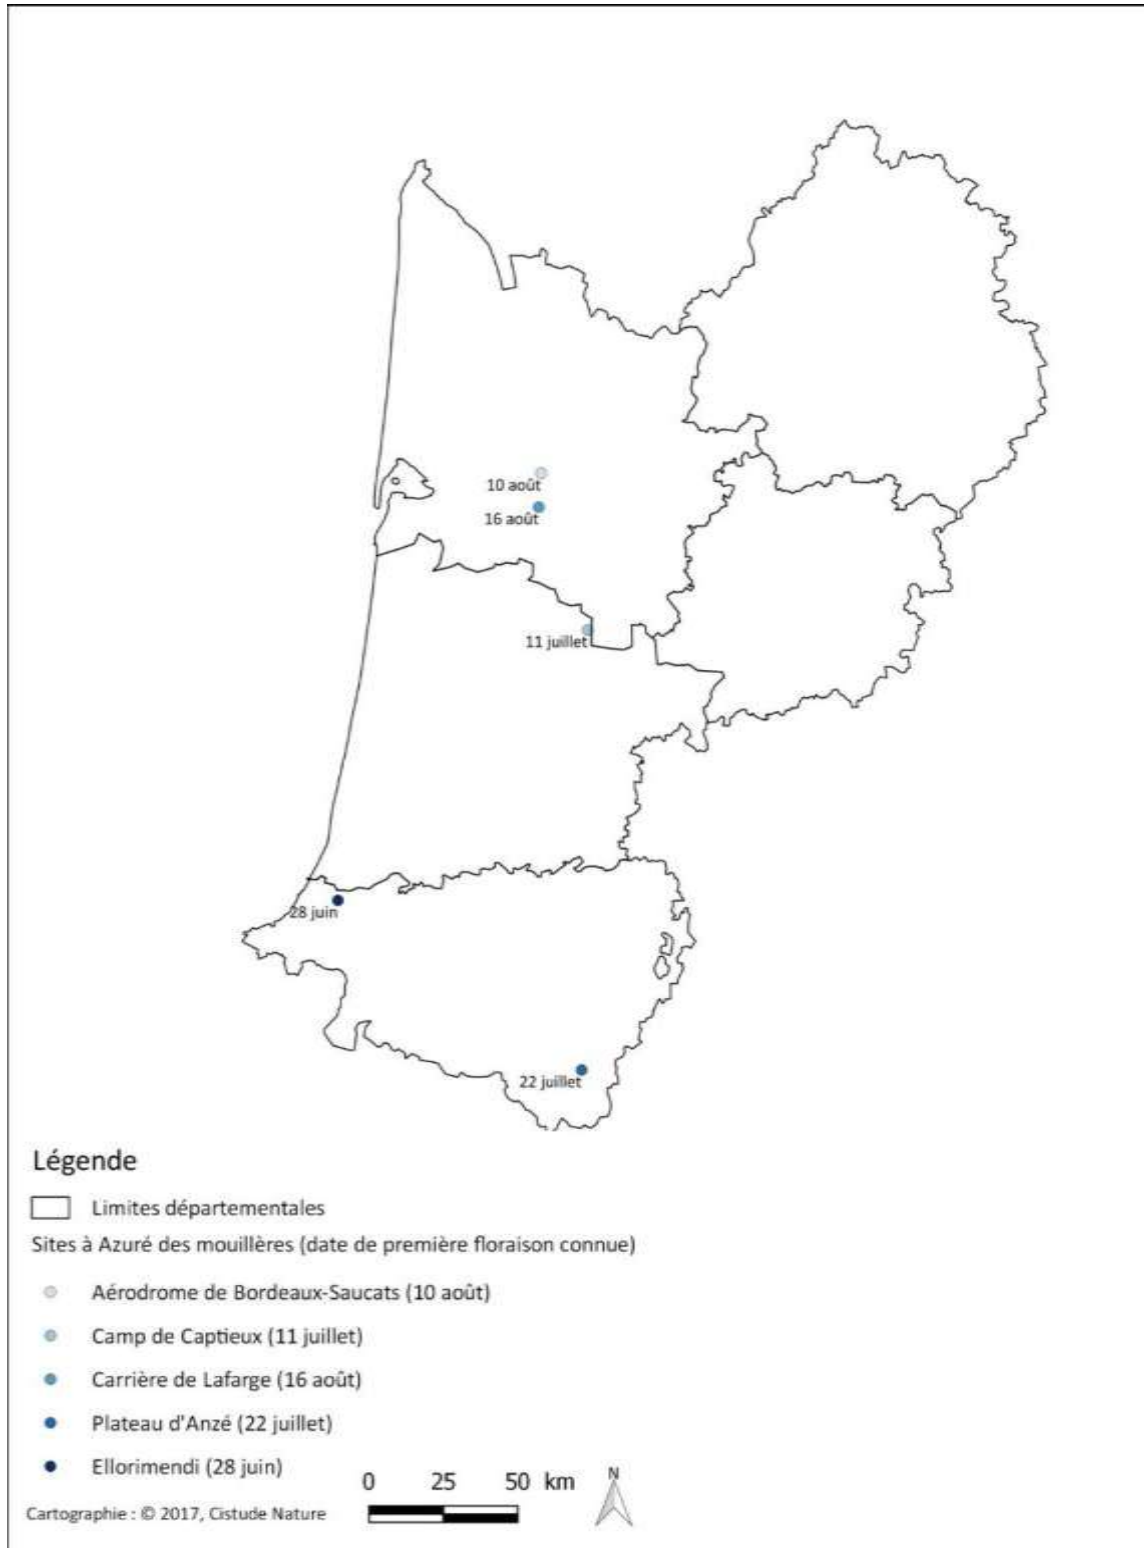 10 août
16 août
11 juillet
28 juin
22 juillet
Légende
Limites départementales
Sites à Azuré des mouillères (date de première floraison connue)
Aérodrome de Bordeaux-Saucats (10 août)
Camp de Captieux (11 juillet)
Carrière de Lafarge (16 août)
Plateau d'Anzé (22 juillet)
Ellorimendi (28 juin)
0 25 50 km
N
Cartographie : © 2017, Cistude Nature